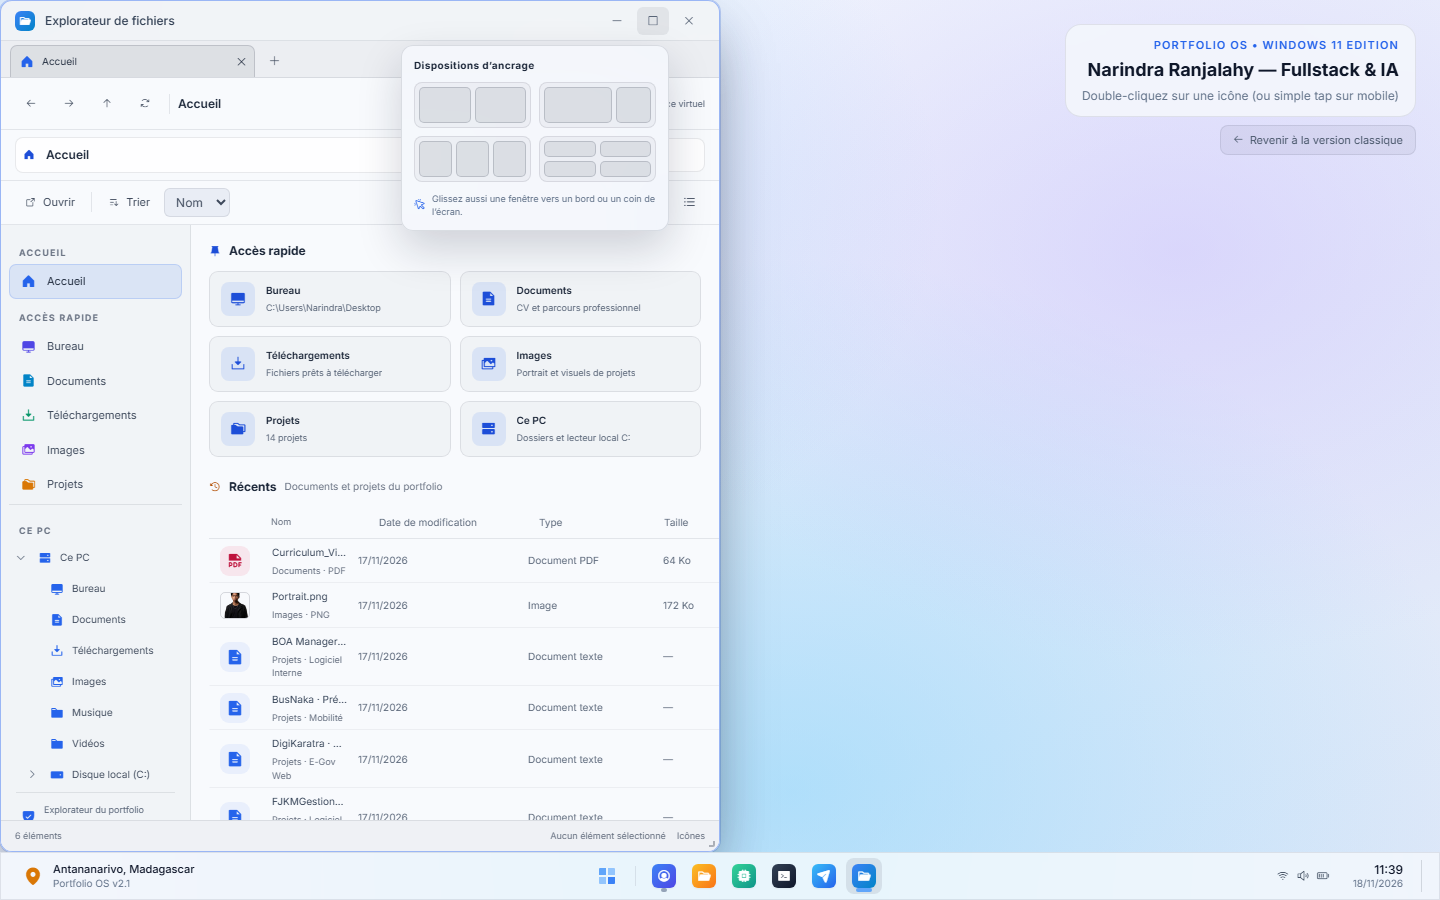 Explorateur de fichiers
Accueil
Accueil
ce virtuel
Accueil
Ouvrir
Trier
Nom
Dispositions d'ancrage
Glissez aussi une fenêtre vers un bord ou un coin de
l'écran.
ACCUEIL
Accueil
ACCÈS RAPIDE
Bureau
Documents
Téléchargements
Images
Projets
CE PC
Ce PC
Bureau
Documents
Téléchargements
Images
Musique
Vidéos
Disque local (C:)
Explorateur du portfolio
Accès rapide
Bureau
C:\Users\Narindra\Desktop
Documents
CV et parcours professionnel
Téléchargements
Fichiers prêts à télécharger
Images
Portrait et visuels de projets
Projets
14 projets
Ce PC
Dossiers et lecteur local C:
Récents Documents et projets du portfolio
Nom Date de modification Type Taille
PDF
Curriculum_Vi... 17/11/2026 Document PDF 64 Ko
Documents · PDF
Portrait.png 17/11/2026 Image 172 Ko
Images · PNG
BOA Manager... 17/11/2026 Document texte —
Projets · Logiciel
Interne
BusNaka · Pré... 17/11/2026 Document texte —
Projets · Mobilité
DigiKaratra · ... 17/11/2026 Document texte —
Projets · E-Gov
Web
FJKMGestion... 17/11/2026 Document texte —
Projets · Logiciel
6 éléments
Aucun élément sélectionné Icônes
PORTFOLIO OS • WINDOWS 11 EDITION
Narindra Ranjalahy — Fullstack & IA
Double-cliquez sur une icône (ou simple tap sur mobile)
← Revenir à la version classique
Antananarivo, Madagascar
Portfolio OS v2.1
11:39
18/11/2026